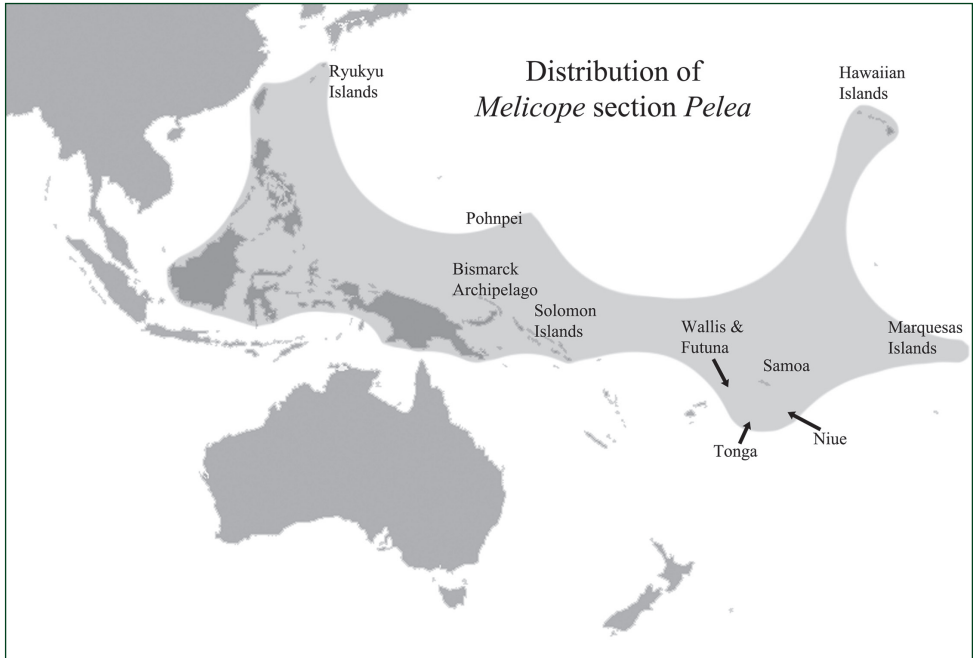 Distribution of
Melicope section Pelea
Ryukyu
Islands
Hawaiian
Islands
Pohnpei
Bismarck
Archipelago
Solomon
Islands
Wallis &
Futuna
Samoa
Marquesas
Islands
Tonga
Niue